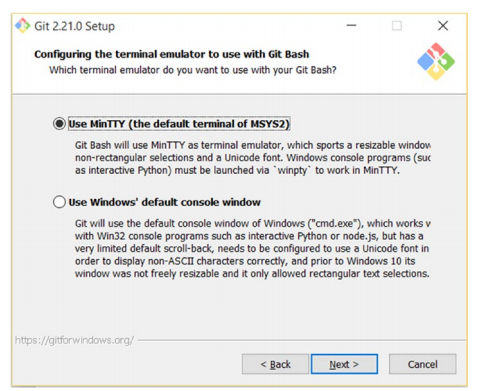 Git 2.21.0 Setup
Configuring the terminal emulator to use with Git Bash
Which terminal emulator do you want to use with your Git Bash?
Use MinTTY (the default terminal of MSYS2)
Git Bash will use MinTTY as terminal emulator, which sports a resizable window
non-rectangular selections and a Unicode font. Windows console programs (suc
as interactive Python) must be launched via `winpty` to work in MinTTY.
Use Windows' default console window
Git will use the default console window of Windows ("cmd.exe"), which works
with Win32 console programs such as interactive Python or node.js, but has a
very limited default scroll-back, needs to be configured to use a Unicode font in
order to display non-ASCII characters correctly, and prior to Windows 10 its
window was not freely resizable and it only allowed rectangular text selections.
https://gitforwindows.org/
< Back Next > Cancel